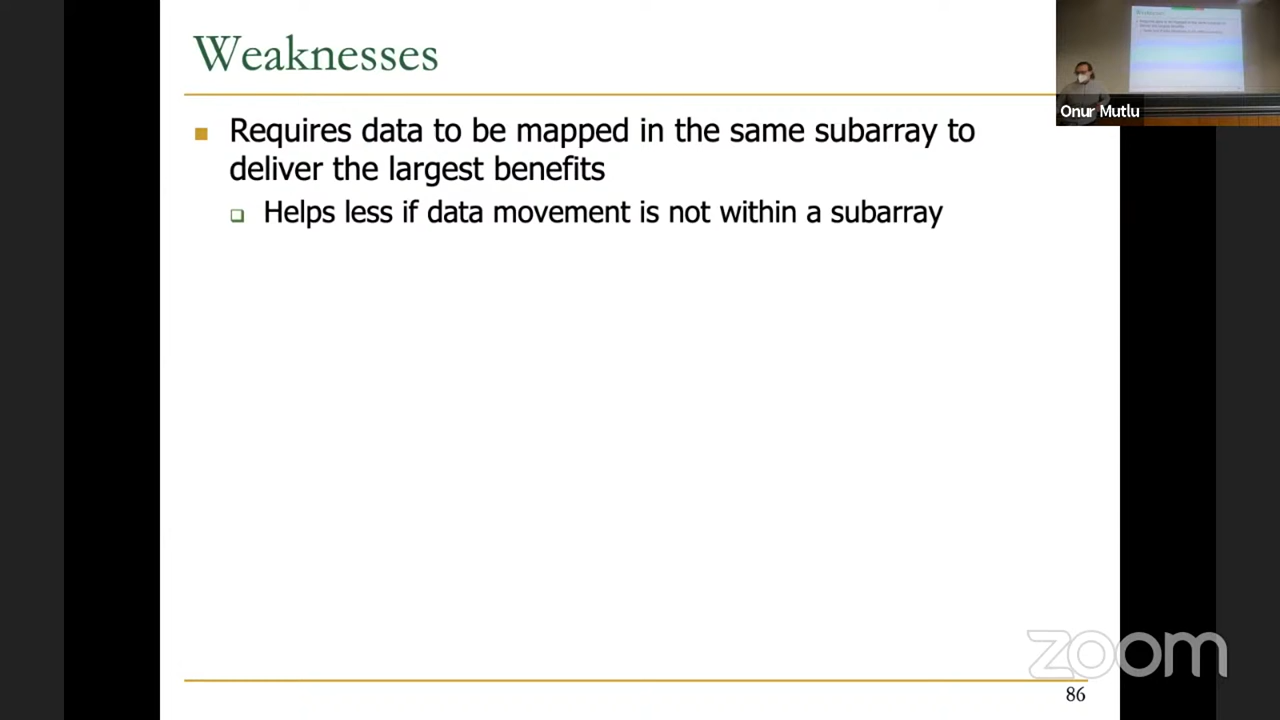 Weaknesses
Requires data to be mapped in the same subarray to
deliver the largest benefits
Helps less if data movement is not within a subarray
Onur Mutlu
zoom
86